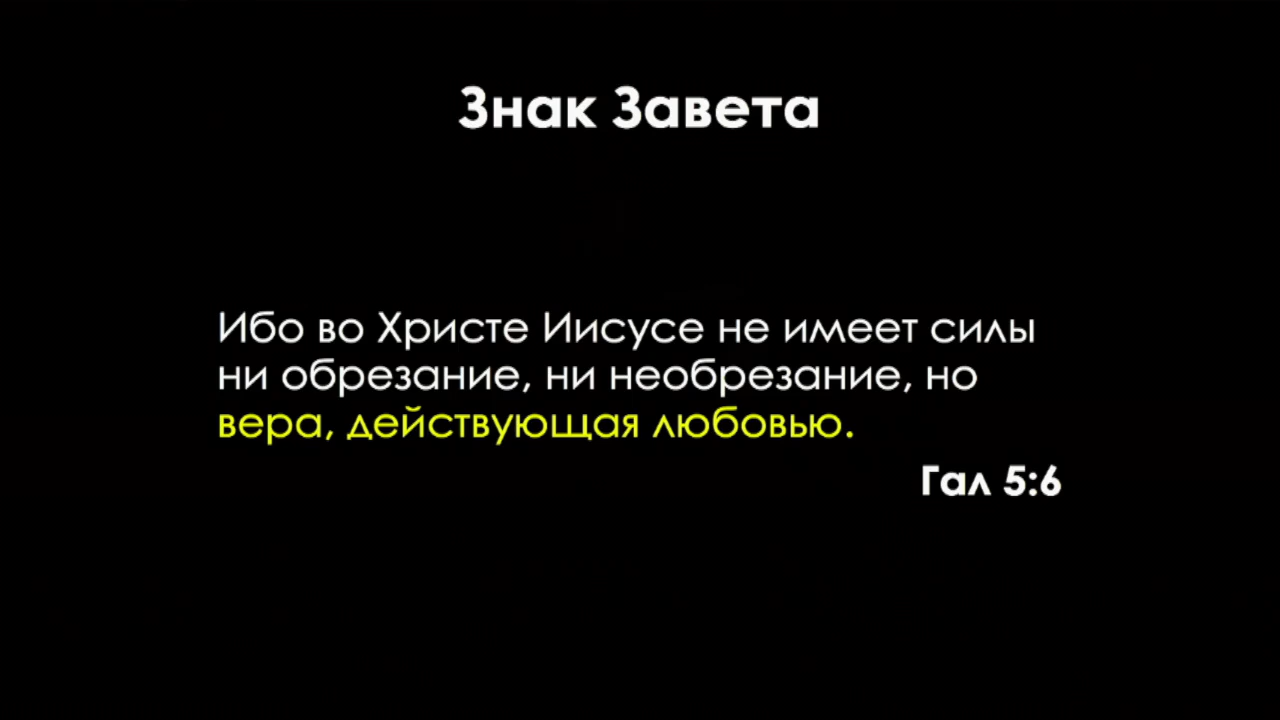 Знак Завета
Ибо во Христе Иисусе не имеет силы
ни обрезание, ни необрезание, но
вера, действующая любовью.
Гал 5:6